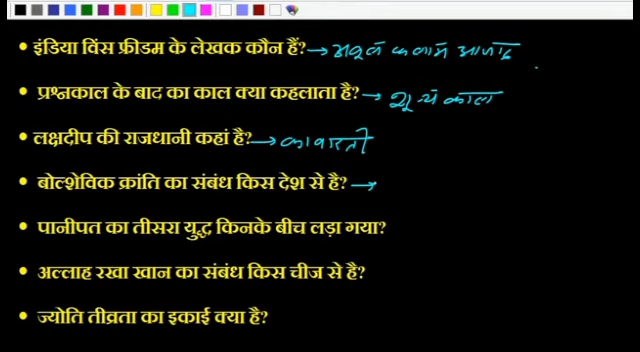 • इंडिया विंस फ्रीडम के लेखक कौन हैं? → अबुल कलाम आजाद
• प्रश्नकाल के बाद का काल क्या कहलाता है? → शून्य काल
• लक्षदीप की राजधानी कहां है? → कावारती
• बोल्शेविक क्रांति का संबंध किस देश से है? →
• पानीपत का तीसरा युद्ध किनके बीच लड़ा गया?
• अल्लाह रखा खान का संबंध किस चीज से है?
• ज्योति तीव्रता का इकाई क्या है?